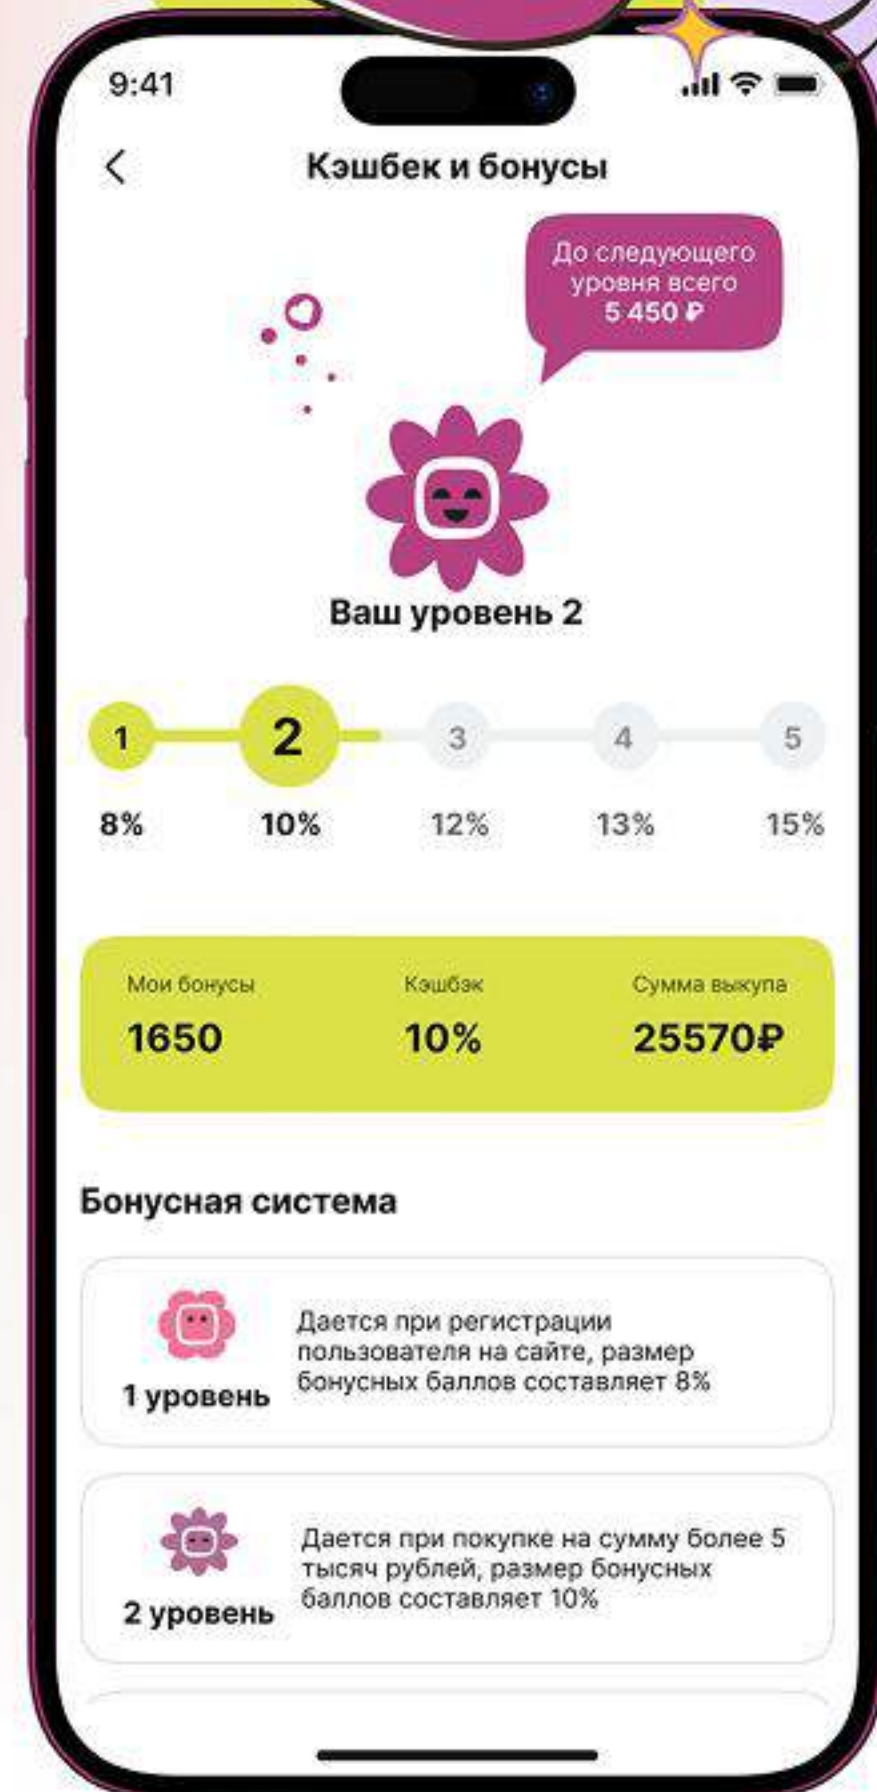 9:41
Кэшбек и бонусы
До следующего
уровня всего
5 450 ₽
Ваш уровень 2
1 2 3 4 5
8% 10% 12% 13% 15%
Мои бонусы Кэшбэк Сумма выкупа
1650 10% 25570₽
Бонусная система
Дается при регистрации
пользователя на сайте, размер
бонусных баллов составляет 8%
1 уровень
Дается при покупке на сумму более 5
тысяч рублей, размер бонусных
баллов составляет 10%
2 уровень